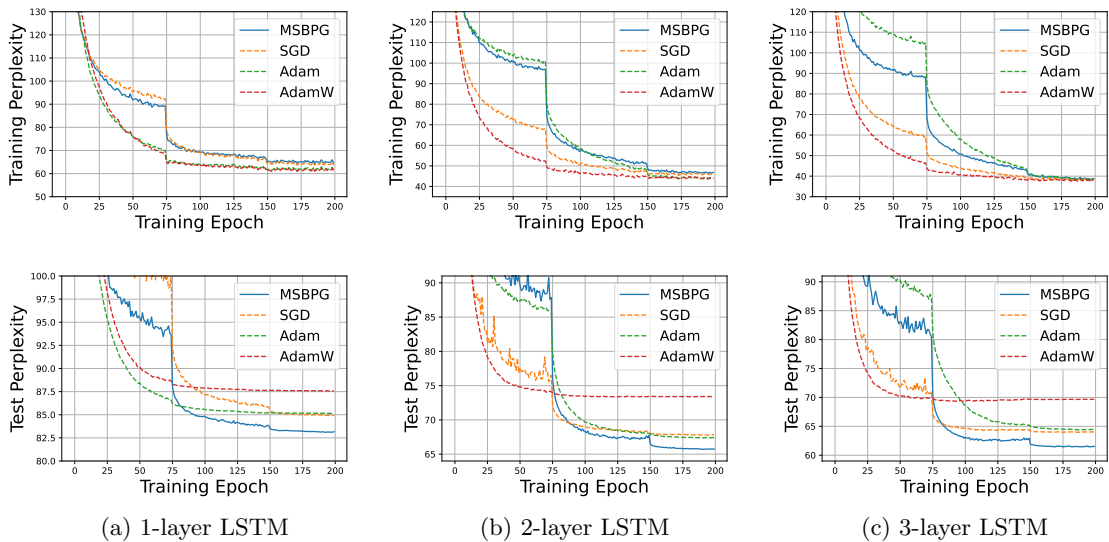 130
120
110
100
90
80
70
60
50
Training Perplexity
MSBPG
SGD
Adam
AdamW
0 25 50 75 100 125 150 175 200
Training Epoch
120
110
100
90
80
70
60
50
40
Training Perplexity
MSBPG
SGD
Adam
AdamW
0 25 50 75 100 125 150 175 200
Training Epoch
120
110
100
90
80
70
60
50
40
30
Training Perplexity
MSBPG
SGD
Adam
AdamW
0 25 50 75 100 125 150 175 200
Training Epoch
100.0
97.5
95.0
92.5
90.0
87.5
85.0
82.5
80.0
Test Perplexity
MSBPG
SGD
Adam
AdamW
0 25 50 75 100 125 150 175 200
Training Epoch
90
85
80
75
70
65
Test Perplexity
MSBPG
SGD
Adam
AdamW
0 25 50 75 100 125 150 175 200
Training Epoch
90
85
80
75
70
65
60
Test Perplexity
MSBPG
SGD
Adam
AdamW
0 25 50 75 100 125 150 175 200
Training Epoch
(a) 1-layer LSTM
(b) 2-layer LSTM
(c) 3-layer LSTM